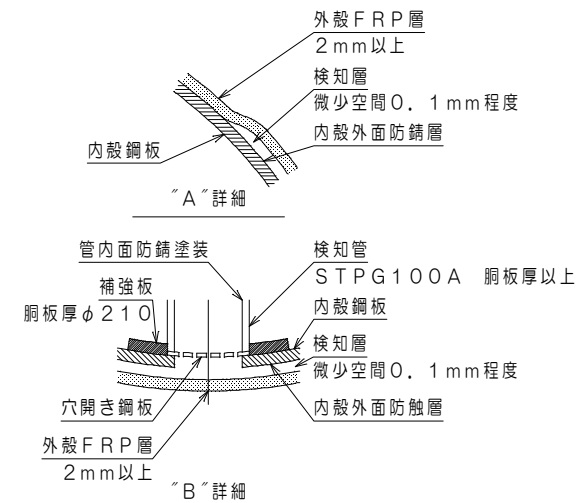 外殻ＦＲＰ層
２ｍｍ以上
検知層
微少空間０．１ｍｍ程度
内殻外面防錆層
内殻鋼板
"Ａ"詳細
管内面防錆塗装
検知管
ＳＴＰＧ１００Ａ　胴板厚以上
補強板
胴板厚φ２１０
内殻鋼板
検知層
微少空間０．１ｍｍ程度
穴開き鋼板
内殻外面防触層
外殻ＦＲＰ層
２ｍｍ以上
"Ｂ"詳細